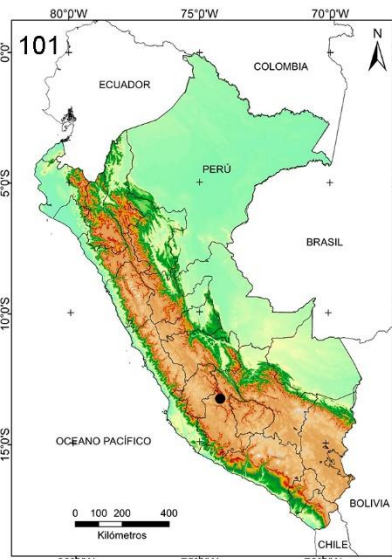 80°0'0"W 75°0'0"W 70°0'0"W
101
N
0°0'0"
ECUADOR
COLOMBIA
PERÚ
5°0'0"S
BRASIL
10°0'0"S
OCEANO PACÍFICO
15°0'0"S
BOLIVIA
0 100 200 400
Kilómetros
CHILE